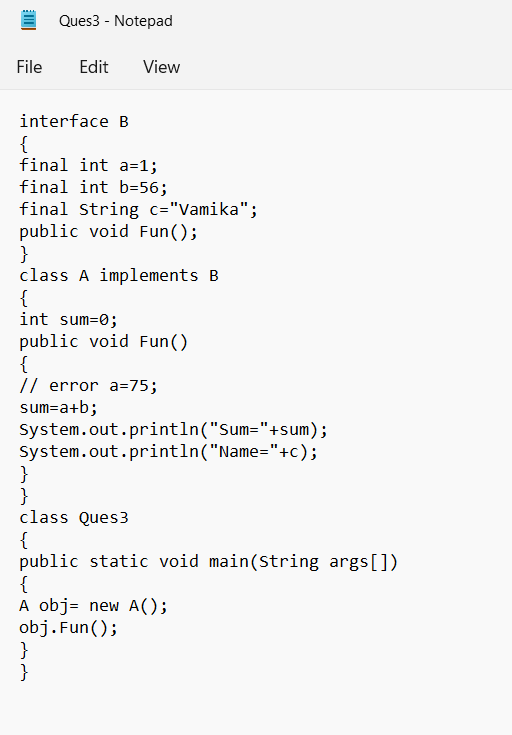 Ques3 - Notepad
File Edit View
interface B
{
final int a=1;
final int b=56;
final String c="Vamika";
public void Fun();
}
class A implements B
{
int sum=0;
public void Fun()
{
// error a=75;
sum=a+b;
System.out.println("Sum="+sum);
System.out.println("Name="+c);
}
}
class Ques3
{
public static void main(String args[])
{
A obj= new A();
obj.Fun();
}
}